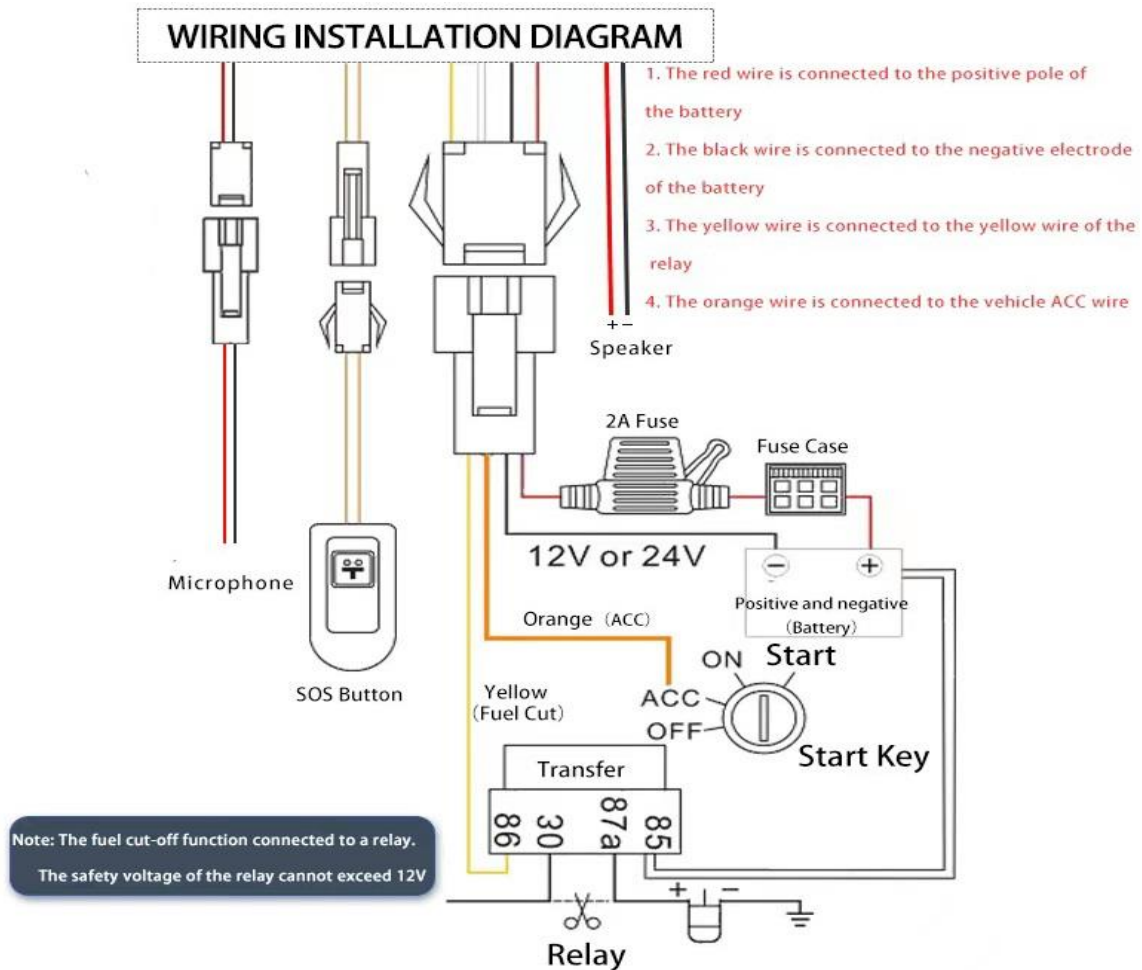 WIRING INSTALLATION DIAGRAM
1. The red wire is connected to the positive pole of
the battery
2. The black wire is connected to the negative electrode
of the battery
3. The yellow wire is connected to the yellow wire of the
relay
4. The orange wire is connected to the vehicle ACC wire
+ −
Speaker
2A Fuse
Fuse Case
12V or 24V
Microphone
− +
Positive and negative
(Battery)
Orange (ACC)
SOS Button
Yellow
(Fuel Cut)
ON Start
ACC
OFF
Start Key
Transfer
86 30 87a 85
Note: The fuel cut-off function connected to a relay.
The safety voltage of the relay cannot exceed 12V
+ −
Relay